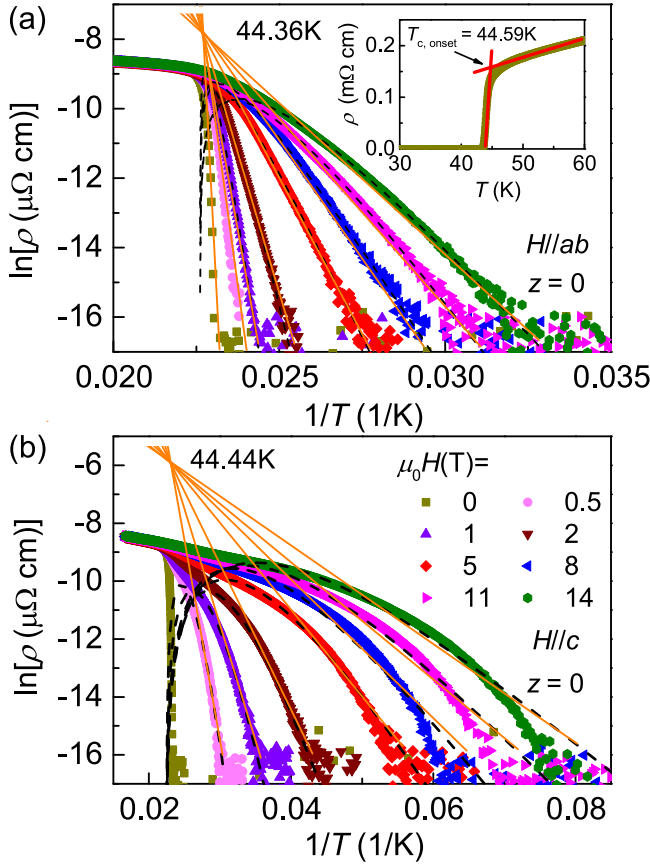 (a)
44.36K
T c, onset = 44.59K
0.2
0.1
0.0
ρ (mΩ cm)
30 40 50 60
T (K)
-8
-10
-12
-14
-16
ln[ρ (μΩ cm)]
H//ab
z = 0
0.020 0.025 0.030 0.035
1/T (1/K)
(b)
44.44K
μ0H(T)=
0 0.5
1 2
5 8
11 14
-6
-8
-10
-12
-14
-16
ln[ρ (μΩ cm)]
H//c
z = 0
0.02 0.04 0.06 0.08
1/T (1/K)